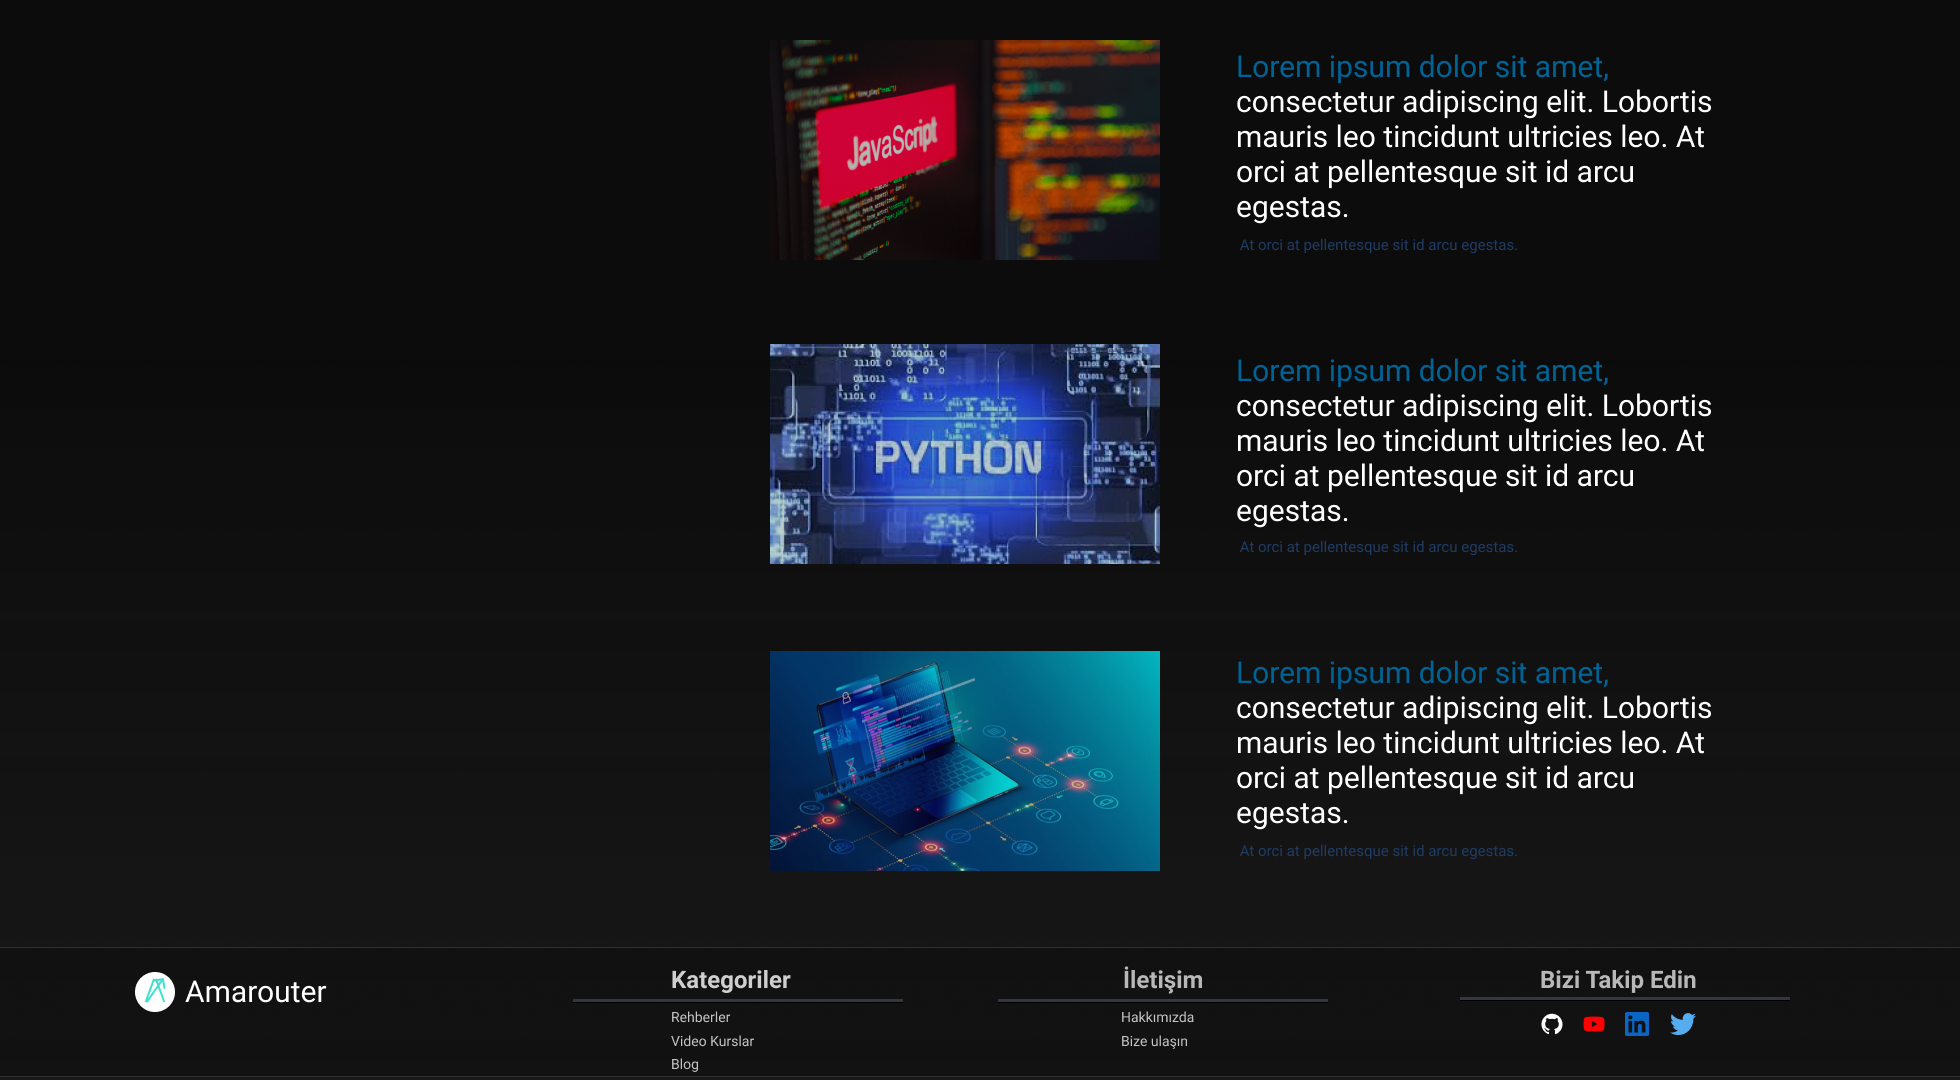 JavaScript
Lorem ipsum dolor sit amet,
consectetur adipiscing elit. Lobortis
mauris leo tincidunt ultricies leo. At
orci at pellentesque sit id arcu
egestas.
At orci at pellentesque sit id arcu egestas.
PYTHON
Lorem ipsum dolor sit amet,
consectetur adipiscing elit. Lobortis
mauris leo tincidunt ultricies leo. At
orci at pellentesque sit id arcu
egestas.
At orci at pellentesque sit id arcu egestas.
Lorem ipsum dolor sit amet,
consectetur adipiscing elit. Lobortis
mauris leo tincidunt ultricies leo. At
orci at pellentesque sit id arcu
egestas.
At orci at pellentesque sit id arcu egestas.
Amarouter
Kategoriler
Rehberler
Video Kurslar
Blog
İletişim
Hakkımızda
Bize ulaşın
Bizi Takip Edin
in